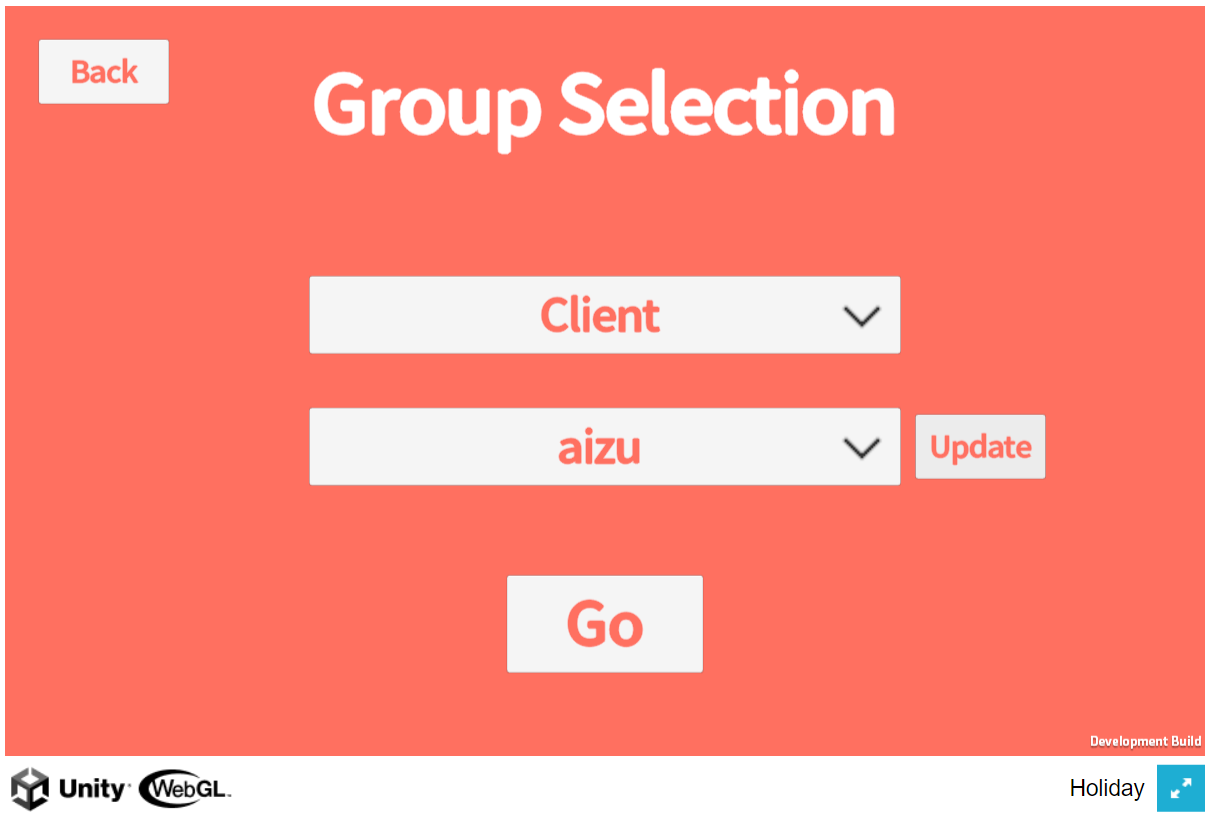 Back
Group Selection
Client
aizu
Update
Go
Development Build
Unity
WebGL
Holiday